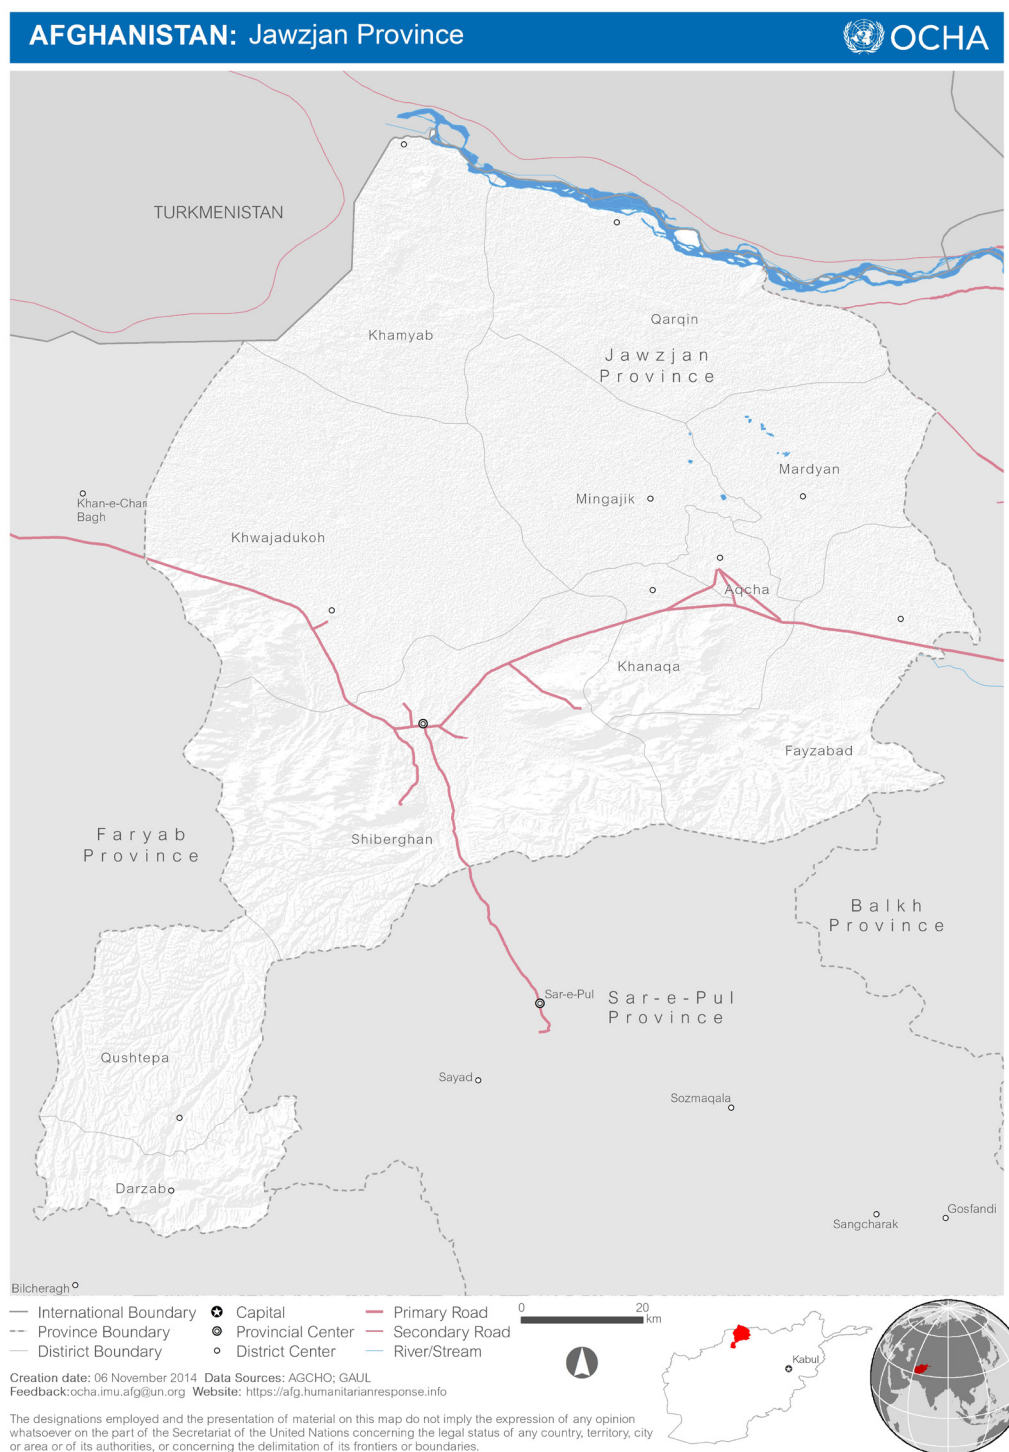 AFGHANISTAN: Jawzjan Province
OCHA
TURKMENISTAN
Khamyab
Qarqin
Jawzjan
Province
Mardyan
Mingajik
Khan-e-Char
Bagh
Khwajadukoh
Aqcha
Khanaqa
Fayzabad
Shiberghan
Faryab
Province
Balkh
Province
Sar-e-Pul
Sar-e-Pul
Province
Qushtepa
Sayad
Sozmaqala
Darzab
Gosfandi
Sangcharak
Bilcheragh
International Boundary
Province Boundary
Distirict Boundary
Capital
Provincial Center
District Center
Primary Road
Secondary Road
River/Stream
0 20
km
Kabul
Creation date: 06 November 2014 Data Sources: AGCHO; GAUL
Feedback:ocha.imu.afg@un.org Website: https://afg.humanitarianresponse.info
The designations employed and the presentation of material on this map do not imply the expression of any opinion
whatsoever on the part of the Secretariat of the United Nations concerning the legal status of any country, territory, city
or area or of its authorities, or concerning the delimitation of its frontiers or boundaries.